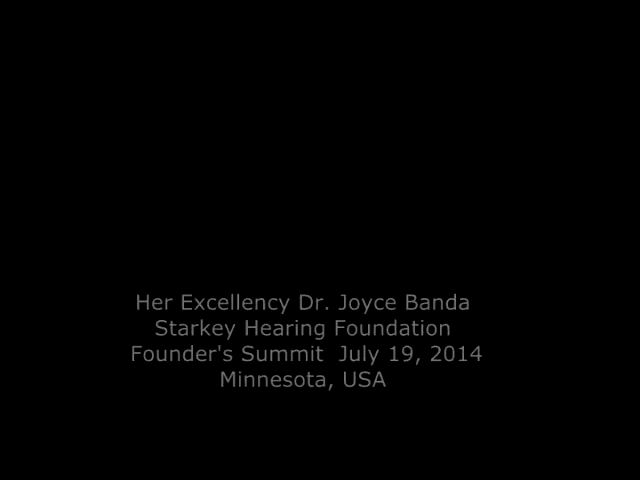 Her Excellency Dr. Joyce Banda
Starkey Hearing Foundation
Founder's Summit  July 19, 2014
Minnesota, USA